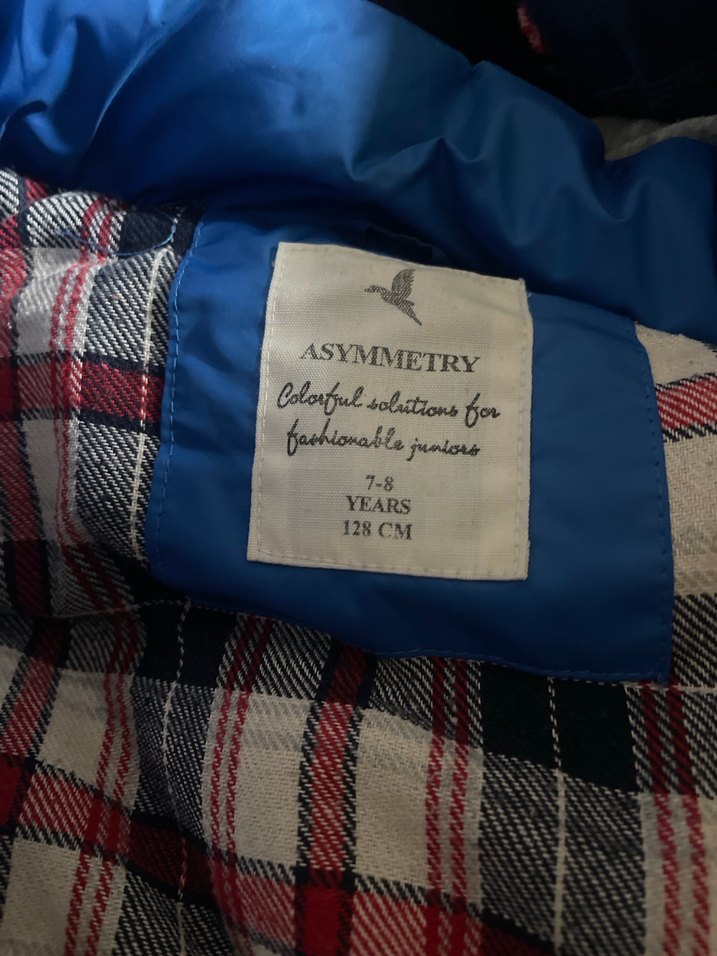 ASYMMETRY
Colorful solutions for
fashionable juniors
7-8
YEARS
128 CM